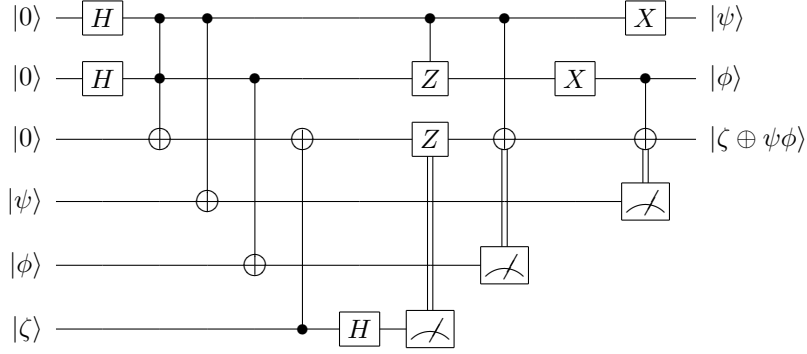 |0⟩ H X |ψ⟩
|0⟩ H Z X |ϕ⟩
|0⟩ Z |ζ ⊕ ψϕ⟩
|ψ⟩
|ϕ⟩
|ζ⟩ H